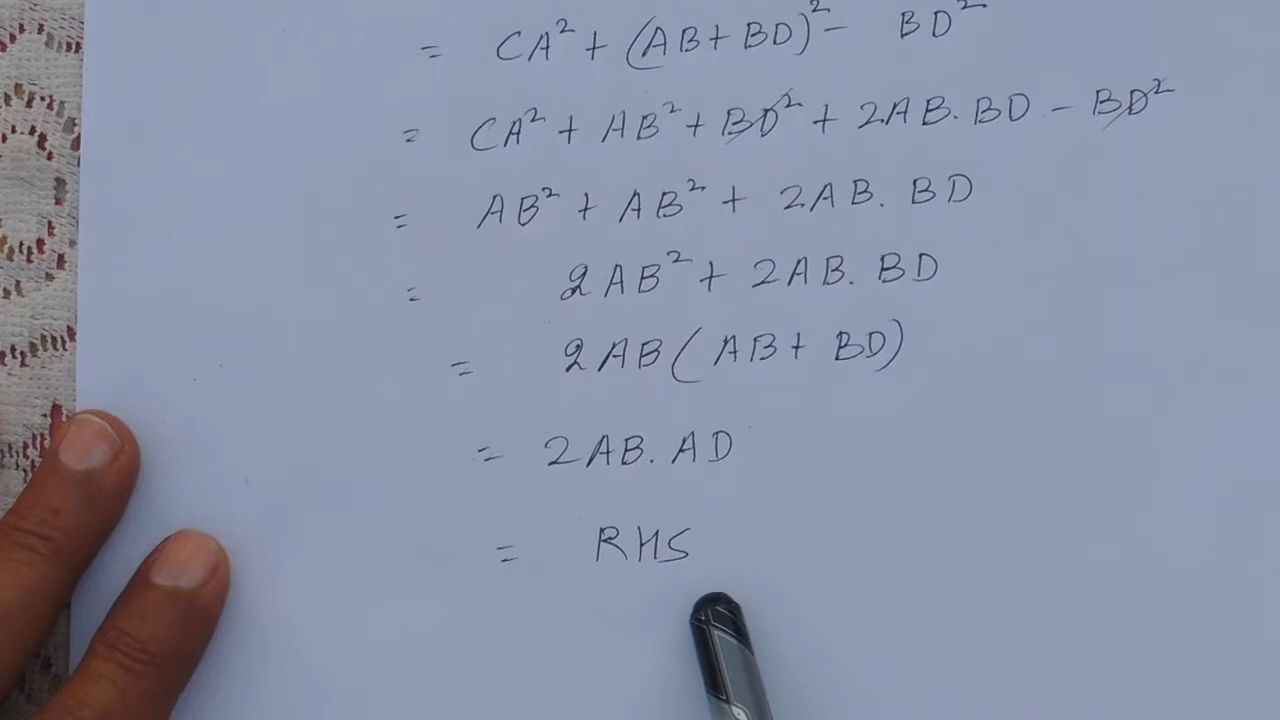 = CA² + (AB + BD)² - BD²
= CA² + AB² + BD² + 2AB. BD - BD²
= AB² + AB² + 2AB. BD
= 2AB² + 2AB. BD
= 2AB (AB + BD)
= 2AB. AD
= RHS